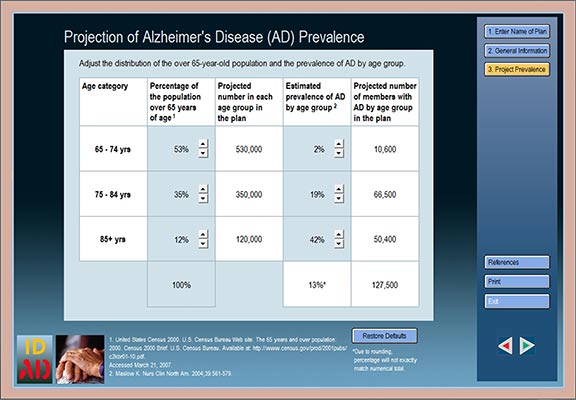 Projection of Alzheimer's Disease (AD) Prevalence
Adjust the distribution of the over 65-year-old population and the prevalence of AD by age group.
Age category
Percentage of
the population
over 65 years
of age 1
Projected
number in each
age group in
the plan
Estimated
prevalence of AD
by age group 2
Projected number
of members with
AD by age group
in the plan
65 - 74 yrs 53% 530,000 2% 10,600
75 - 84 yrs 35% 350,000 19% 66,500
85+ yrs 12% 120,000 42% 50,400
100% 13%* 127,500
1. Enter Name of Plan
2. General Information
3. Project Prevalence
References
Print
Exit
Restore Defaults
*Due to rounding,
percentage will not exactly
match numerical total.
ID
AD
1. United States Census 2000. U.S. Census Bureau Web site. The 65 years and over population:
2000. Census 2000 Brief. U.S. Census Bureau. Available at: http://www.census.gov/prod/2001pubs/
c2kbr01-10.pdf.
Accessed March 21, 2007.
2. Maslow K. Nurs Clin North Am. 2004;39:561-579.